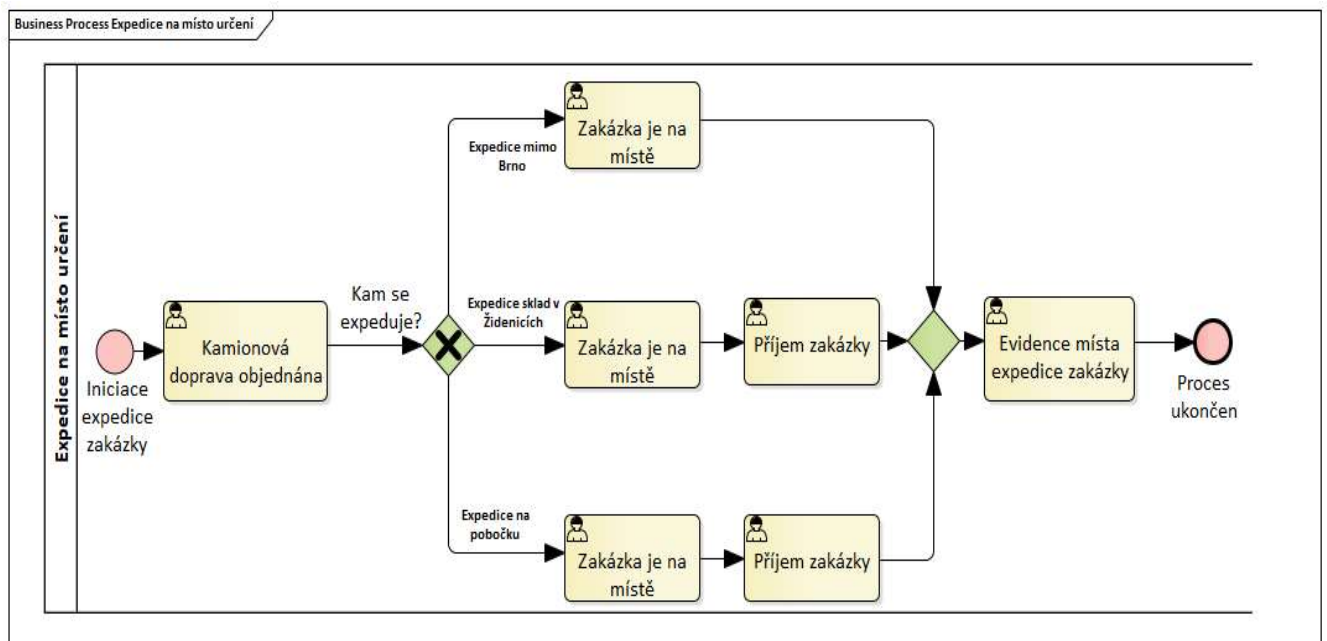 Business Process Expedice na místo určení
Expedice na místo určení
Iniciace
expedice
zakázky
Kamionová
doprava objednána
Kam se
expeduje?
Expedice mimo
Brno
Zakázka je na
místě
Expedice sklad v
Židenicích
Zakázka je na
místě
Příjem zakázky
Expedice na
pobočku
Zakázka je na
místě
Příjem zakázky
Evidence místa
expedice zakázky
Proces
ukončen